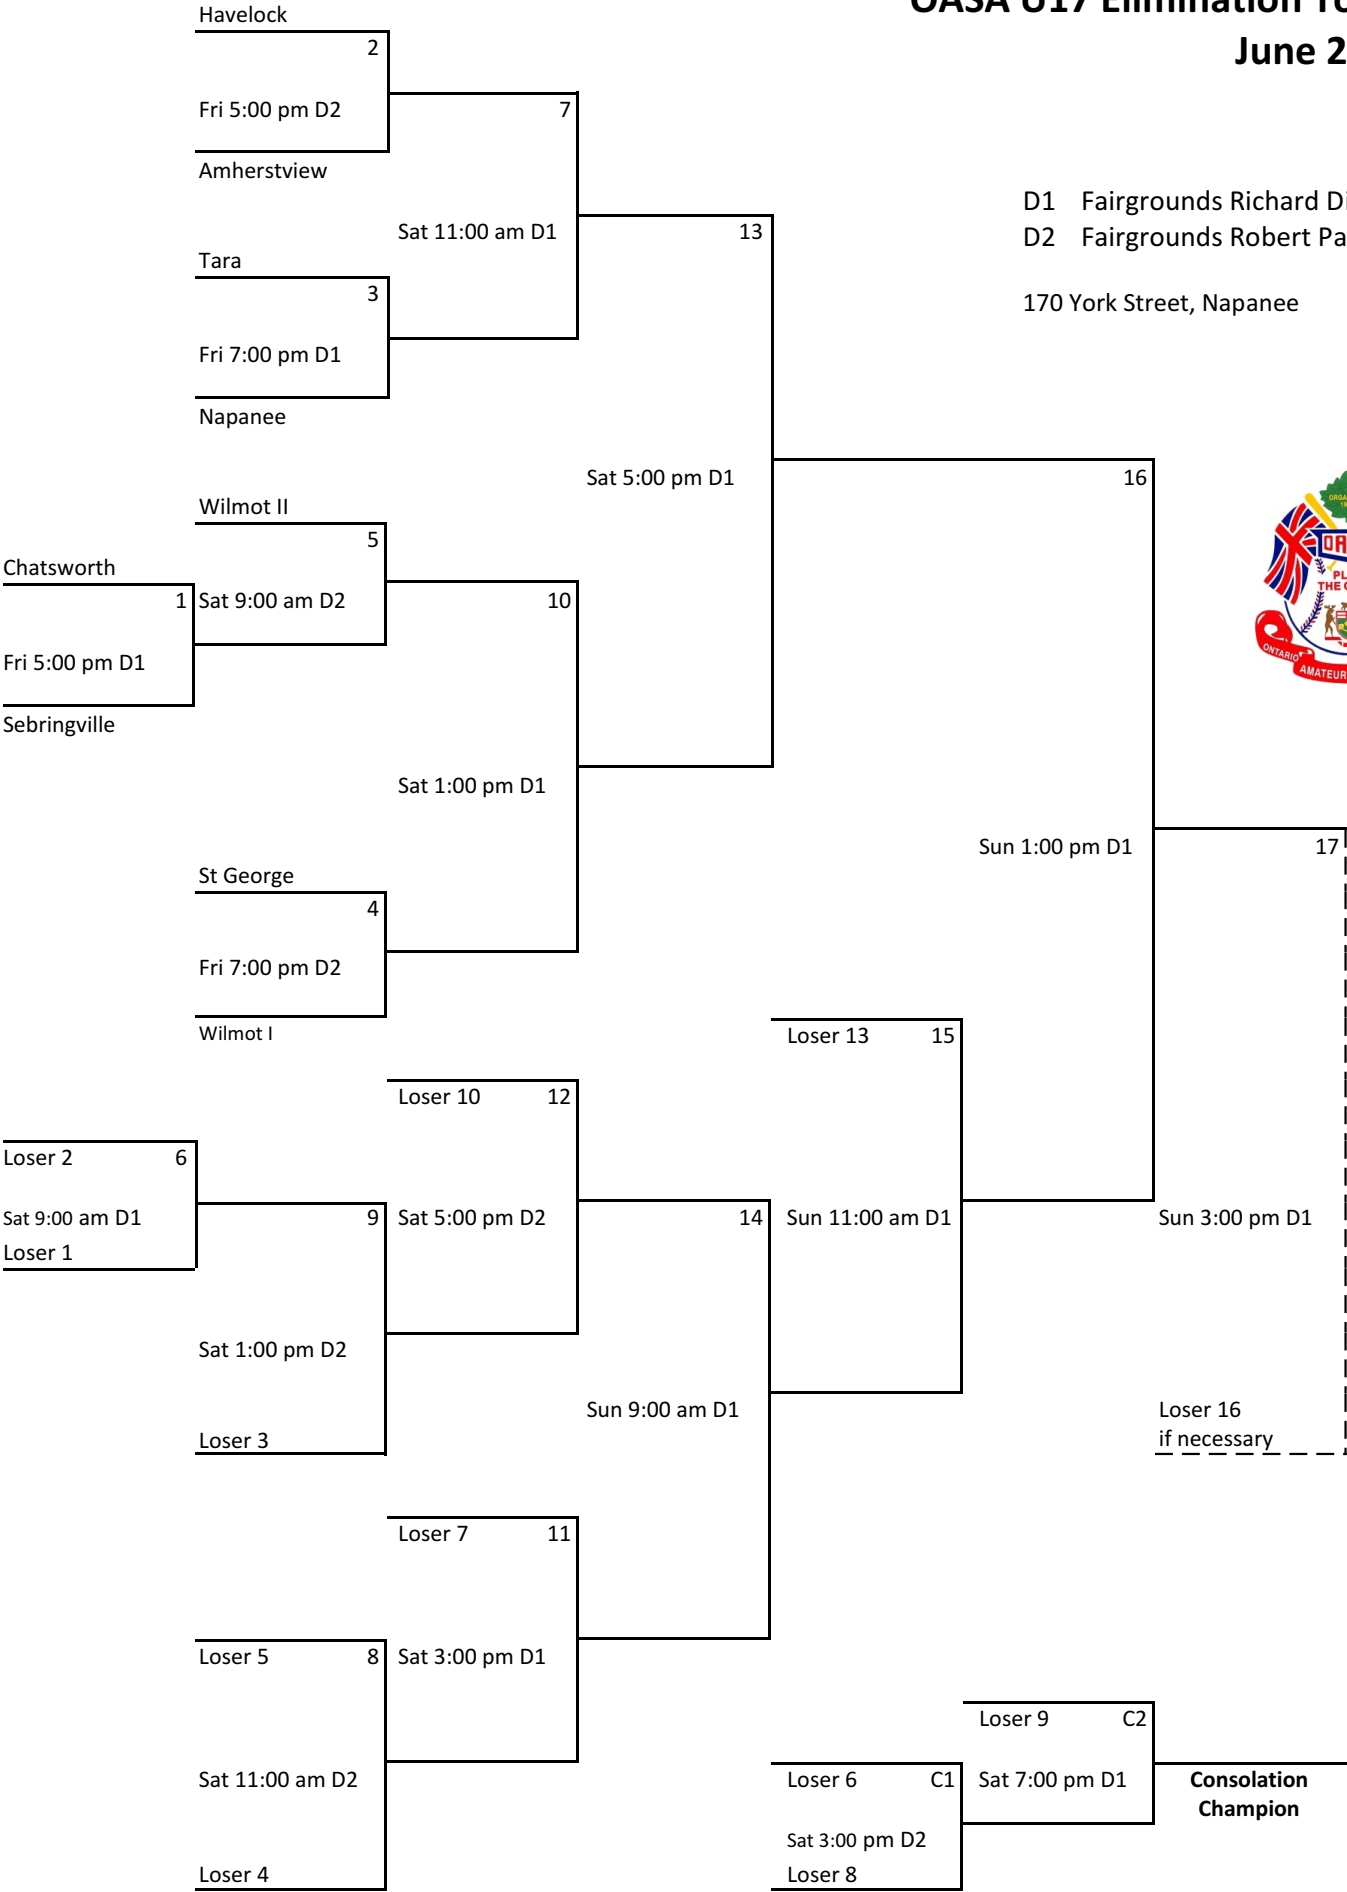 Havelock
OASA U17 Elimination
June 2
2
Fri 5:00 pm D2
7
Amherstview
D1 Fairgrounds Richard
Sat 11:00 am D1
13
D2 Fairgrounds Robert
Tara
3
170 York Street, Napanee
Fri 7:00 pm D1
Napanee
Sat 5:00 pm D1
16
Wilmot II
5
Chatsworth
1
Sat 9:00 am D2
10
Fri 5:00 pm D1
ONTARIO
AMATEUR
Sebringville
Sat 1:00 pm D1
Sun 1:00 pm D1
17
St George
4
Fri 7:00 pm D2
Wilmot I
Loser 13
15
Loser 10
12
Loser 2
6
Sat 9:00 am D1
9
Sat 5:00 pm D2
14
Sun 11:00 am D1
Sun 3:00 pm D1
Loser 1
Sat 1:00 pm D2
Sun 9:00 am D1
Loser 16
if necessary
Loser 3
Loser 7
11
Loser 5
8
Sat 3:00 pm D1
Loser 9
C2
Sat 11:00 am D2
Loser 6
C1
Sat 7:00 pm D1
Consolation
Champion
Sat 3:00 pm D2
Loser 4
Loser 8